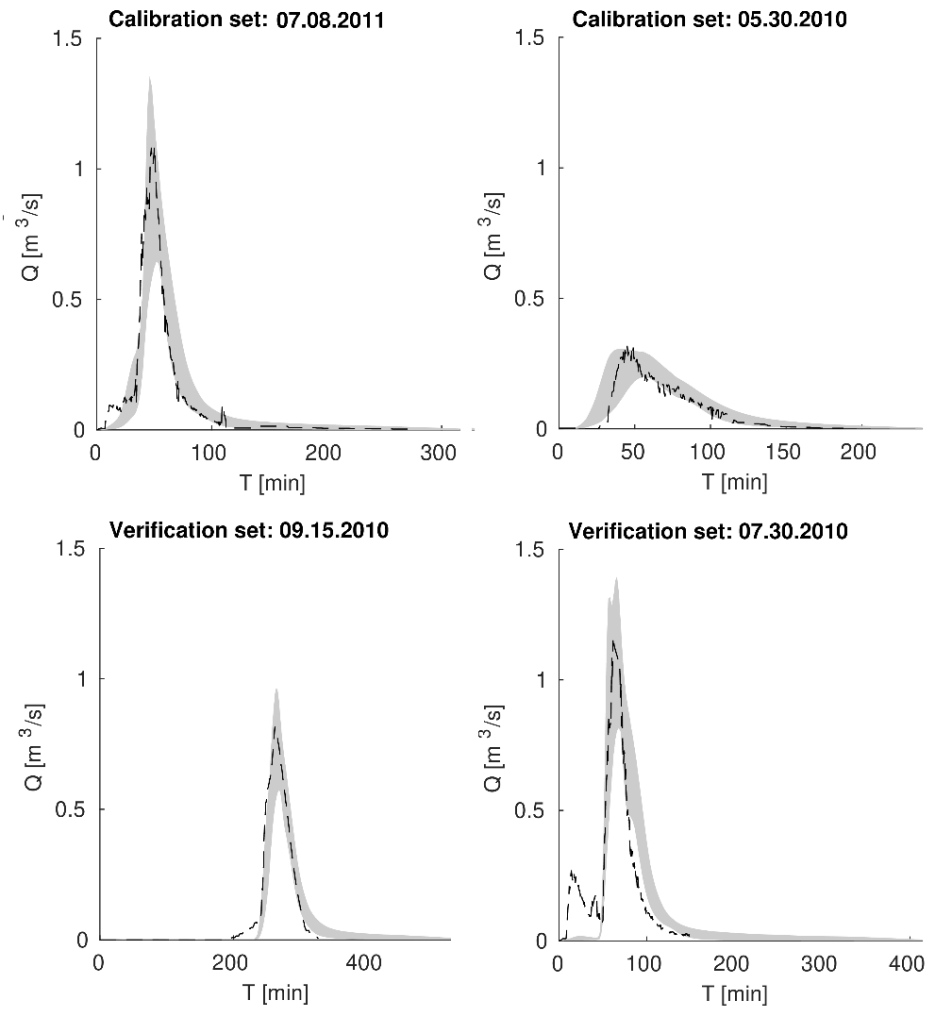 Calibration set: 07.08.2011
1.5
1
0.5
0
Q [m 3/s]
0 100 200 300
T [min]
Calibration set: 05.30.2010
1.5
1
0.5
0
Q [m 3/s]
0 50 100 150 200
T [min]
Verification set: 09.15.2010
1.5
1
0.5
0
Q [m 3/s]
0 200 400
T [min]
Verification set: 07.30.2010
1.5
1
0.5
0
Q [m 3/s]
0 100 200 300 400
T [min]